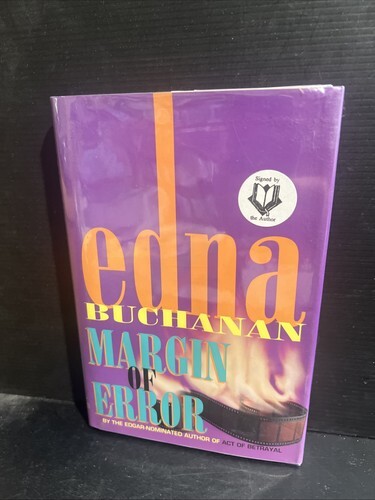 Signed by
the Author
edna
BUCHANAN
MARGIN
OF
ERROR
BY THE EDGAR-NOMINATED AUTHOR OF ACT OF BETRAYAL